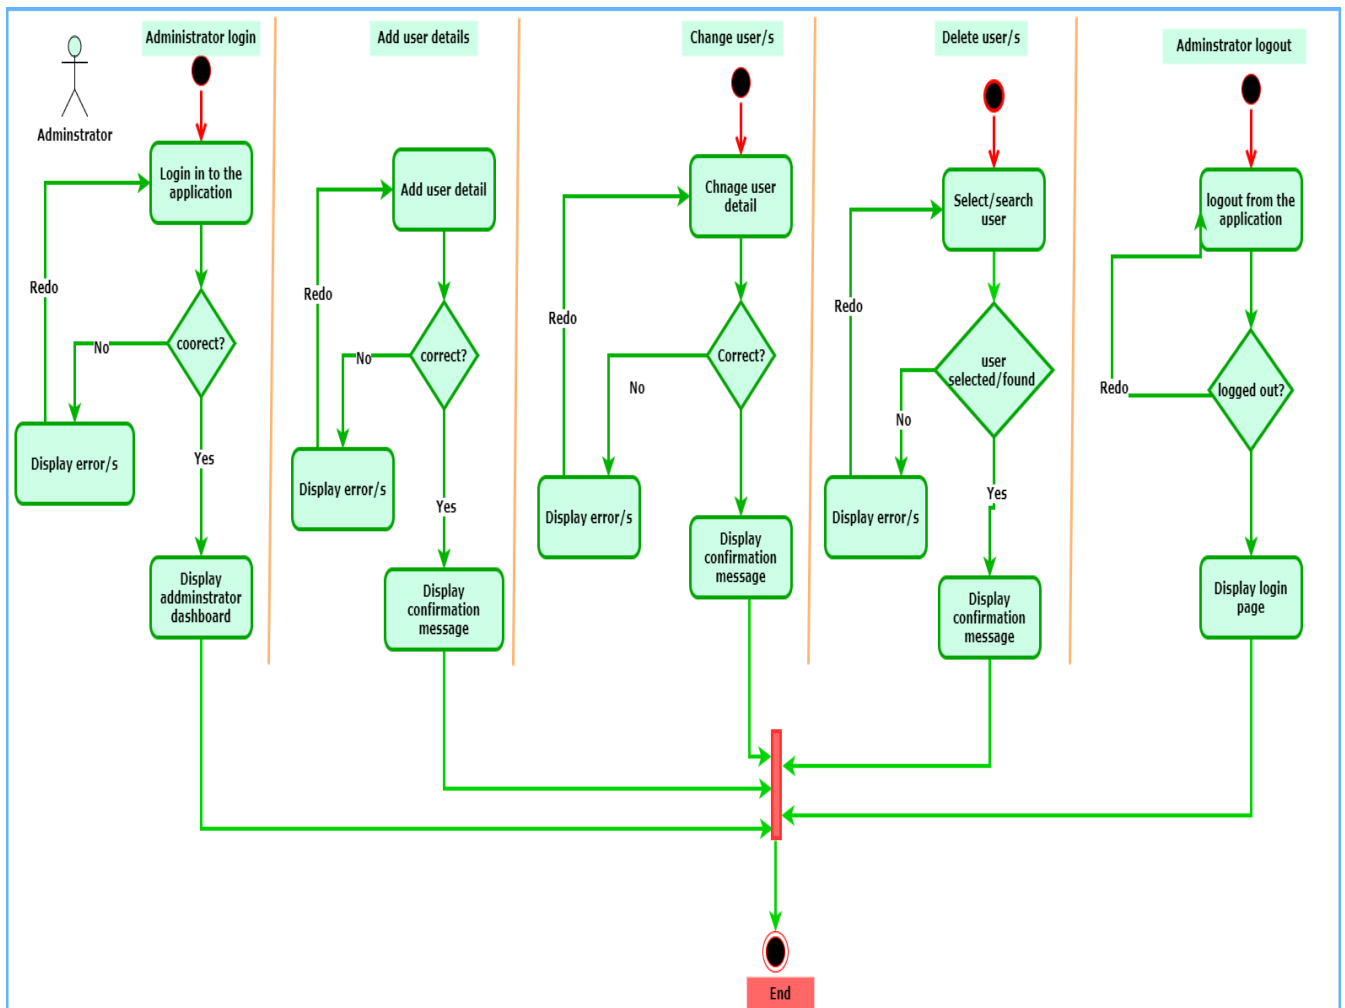 Administrator login
Add user details
Change user/s
Delete user/s
Adminstrator logout
Adminstrator
Login in to the
application
Redo
coorect?
No
Display error/s
Yes
Display
addminstrator
dashboard
Add user detail
Redo
correct?
No
Display error/s
Yes
Display
confirmation
message
Chnage user
detail
Redo
Correct?
No
Display error/s
Display
confirmation
message
Select/search
user
Redo
user
selected/found
No
Display error/s
Yes
Display
confirmation
message
logout from the
application
Redo
logged out?
Display login
page
End